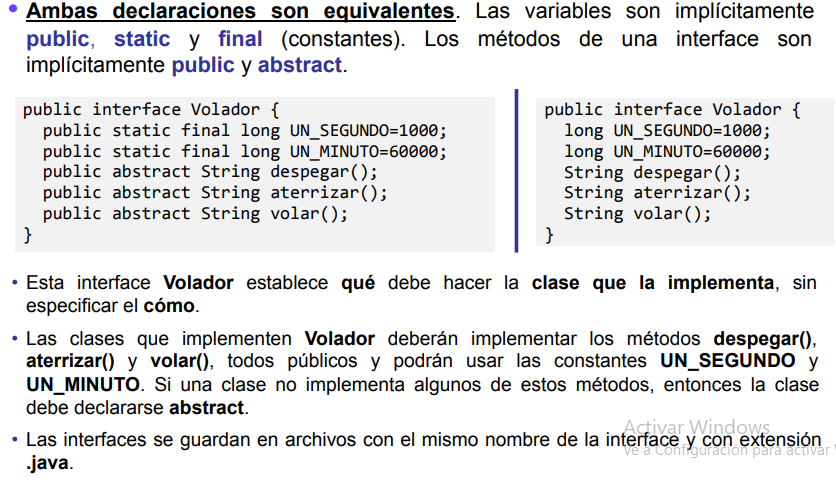 • Ambas declaraciones son equivalentes. Las variables son implícitamente
public, static y final (constantes). Los métodos de una interface son
implícitamente public y abstract.
public interface Volador {
  public static final long UN_SEGUNDO=1000;
  public static final long UN_MINUTO=60000;
  public abstract String despegar();
  public abstract String aterrizar();
  public abstract String volar();
}
public interface Volador {
  long UN_SEGUNDO=1000;
  long UN_MINUTO=60000;
  String despegar();
  String aterrizar();
  String volar();
}
• Esta interface Volador establece qué debe hacer la clase que la implementa, sin
especificar el cómo.
• Las clases que implementen Volador deberán implementar los métodos despegar(),
aterrizar() y volar(), todos públicos y podrán usar las constantes UN_SEGUNDO y
UN_MINUTO. Si una clase no implementa algunos de estos métodos, entonces la clase
debe declararse abstract.
Activar Windows
• Las interfaces se guardan en archivos con el mismo nombre de la interface y con extensión
Ve a Configuración para activar
.java.